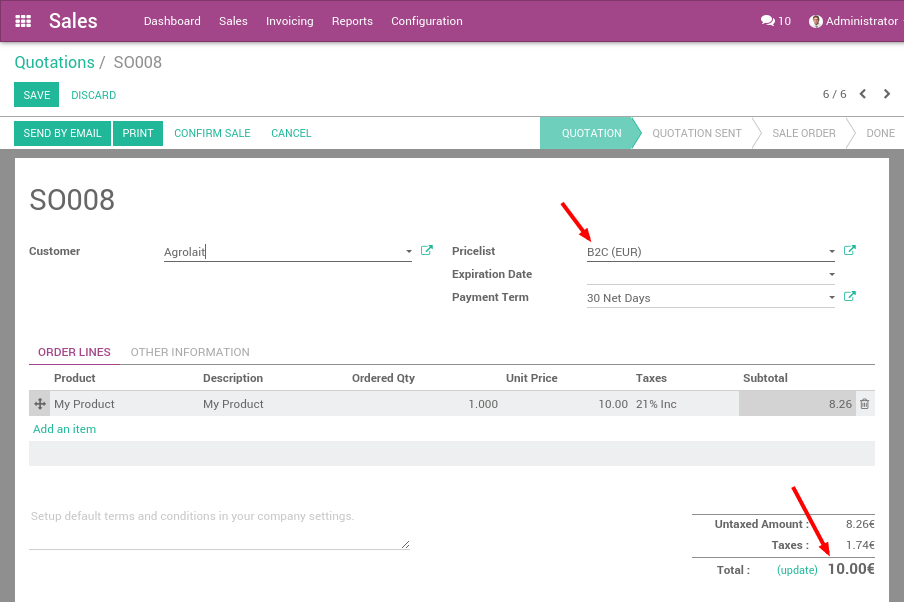 Sales Dashboard Sales Invoicing Reports Configuration 10 Administrator
Quotations / SO008
SAVE DISCARD 6 / 6
SEND BY EMAIL PRINT CONFIRM SALE CANCEL QUOTATION QUOTATION SENT SALE ORDER DONE
SO008
Customer Agrolait Pricelist B2C (EUR)
Expiration Date
Payment Term 30 Net Days
ORDER LINES OTHER INFORMATION
Product Description Ordered Qty Unit Price Taxes Subtotal
My Product My Product 1.000 10.00 21% Inc 8.26
Add an item
Setup default terms and conditions in your company settings.
Untaxed Amount : 8.26€
Taxes : 1.74€
Total : (update) 10.00€